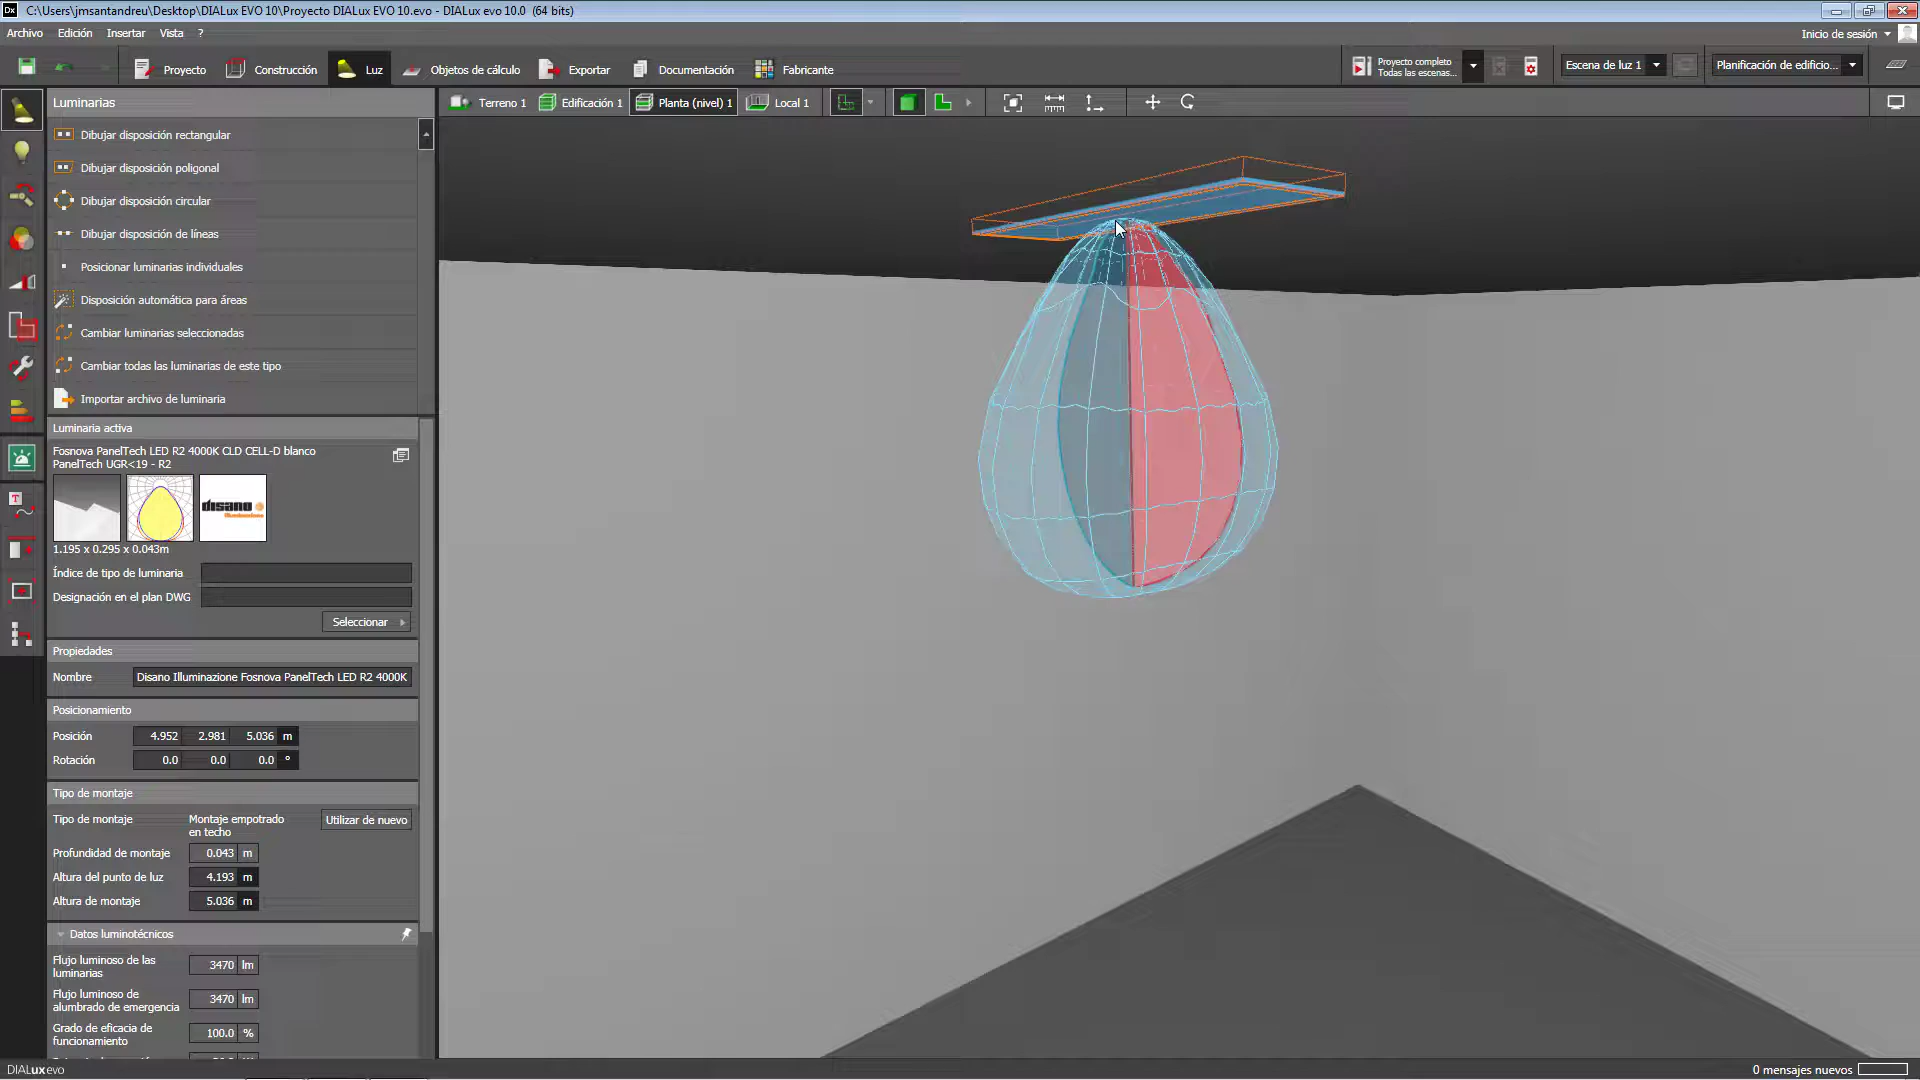 C:\Users\jmsantandreu\Desktop\DIALux EVO 10\Proyecto DIALux EVO 10.evo - DIALux evo 10.0 (64 bits)
Archivo Edición Insertar Vista ?
Inicio de sesión
Proyecto Construcción Luz Objetos de cálculo Exportar Documentación Fabricante
Proyecto completo
Todas las escenas...
Escena de luz 1
Planificación de edificio...
Luminarias
Terreno 1 Edificación 1 Planta (nivel) 1 Local 1
Dibujar disposición rectangular
Dibujar disposición poligonal
Dibujar disposición circular
Dibujar disposición de líneas
Posicionar luminarias individuales
Disposición automática para áreas
Cambiar luminarias seleccionadas
Cambiar todas las luminarias de este tipo
Importar archivo de luminaria
Luminaria activa
Fosnova PanelTech LED R2 4000K CLD CELL-D blanco
PanelTech UGR<19 - R2
disano
1.195 x 0.295 x 0.043m
Índice de tipo de luminaria
Designación en el plan DWG
Seleccionar
Propiedades
Nombre Disano Illuminazione Fosnova PanelTech LED R2 4000K
Posicionamiento
Posición 4.952 2.981 5.036 m
Rotación 0.0 0.0 0.0 °
Tipo de montaje
Tipo de montaje Montaje empotrado en techo Utilizar de nuevo
Profundidad de montaje 0.043 m
Altura del punto de luz 4.193 m
Altura de montaje 5.036 m
Datos luminotécnicos
Flujo luminoso de las luminarias 3470 lm
Flujo luminoso de alumbrado de emergencia 3470 lm
Grado de eficacia de funcionamiento 100.0 %
DIALux evo
0 mensajes nuevos